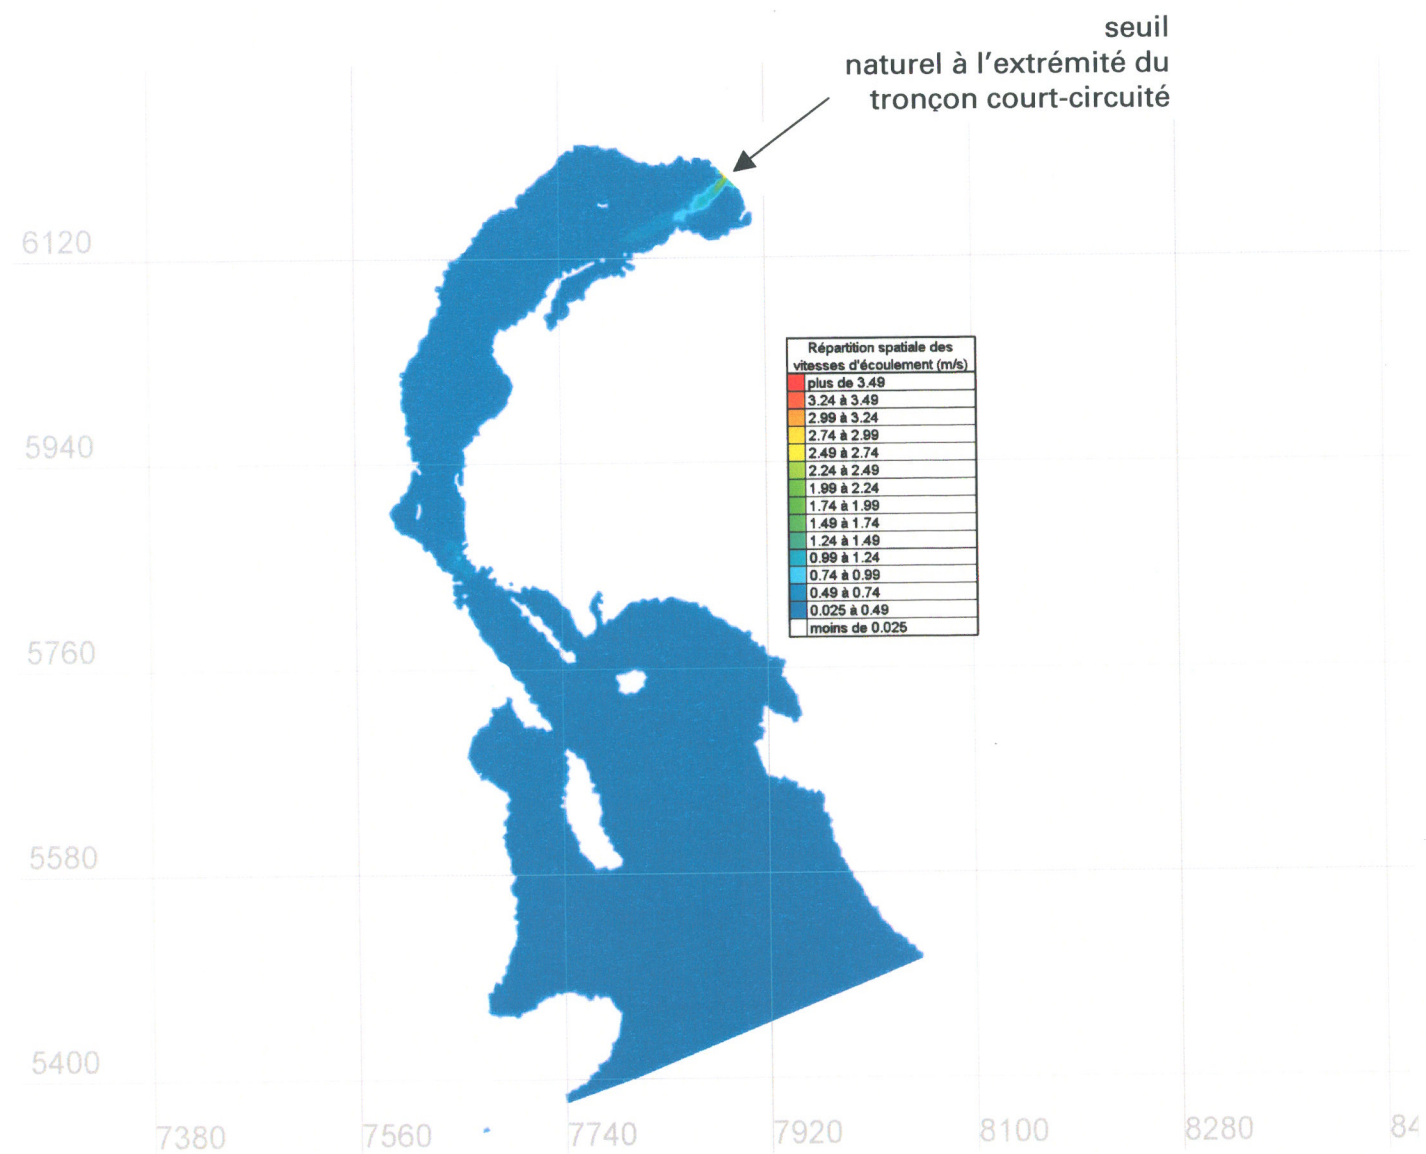 seuil
naturel à l'extrémité du
tronçon court-circuité
6120
5940
5760
5580
5400
7380
7560
7740
7920
8100
8280
84
Répartition spatiale des
vitesses d'écoulement (m/s)
plus de 3.49
3.24 à 3.49
2.99 à 3.24
2.74 à 2.99
2.49 à 2.74
2.24 à 2.49
1.99 à 2.24
1.74 à 1.99
1.49 à 1.74
1.24 à 1.49
0.99 à 1.24
0.74 à 0.99
0.49 à 0.74
0.025 à 0.49
moins de 0.025